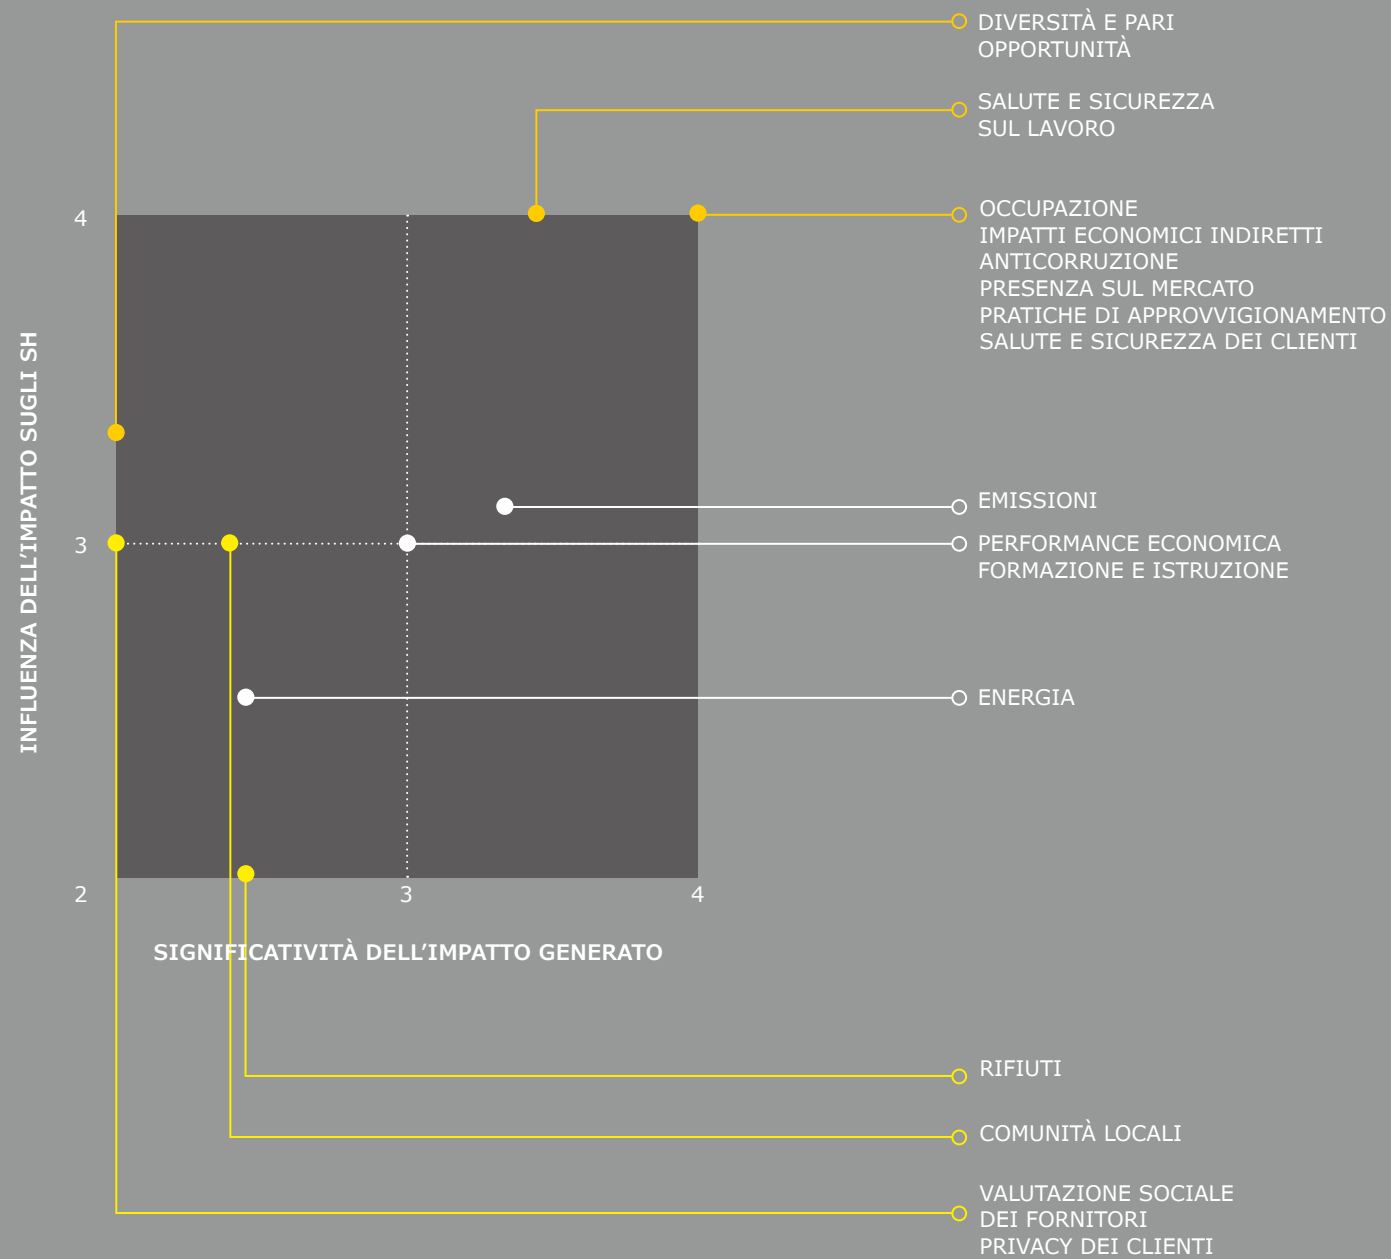 DIVERSITÀ E PARI
OPPORTUNITÀ
SALUTE E SICUREZZA
SUL LAVORO
4
OCCUPAZIONE
IMPATTI ECONOMICI INDIRETTI
ANTICORRUZIONE
PRESENZA SUL MERCATO
PRATICHE DI APPROVVIGIONAMENTO
SALUTE E SICUREZZA DEI CLIENTI
INFLUENZA DELL'IMPATTO SUGLI SH
EMISSIONI
3
PERFORMANCE ECONOMICA
FORMAZIONE E ISTRUZIONE
ENERGIA
2
3
4
SIGNIFICATIVITÀ DELL'IMPATTO GENERATO
RIFIUTI
COMUNITÀ LOCALI
VALUTAZIONE SOCIALE
DEI FORNITORI
PRIVACY DEI CLIENTI